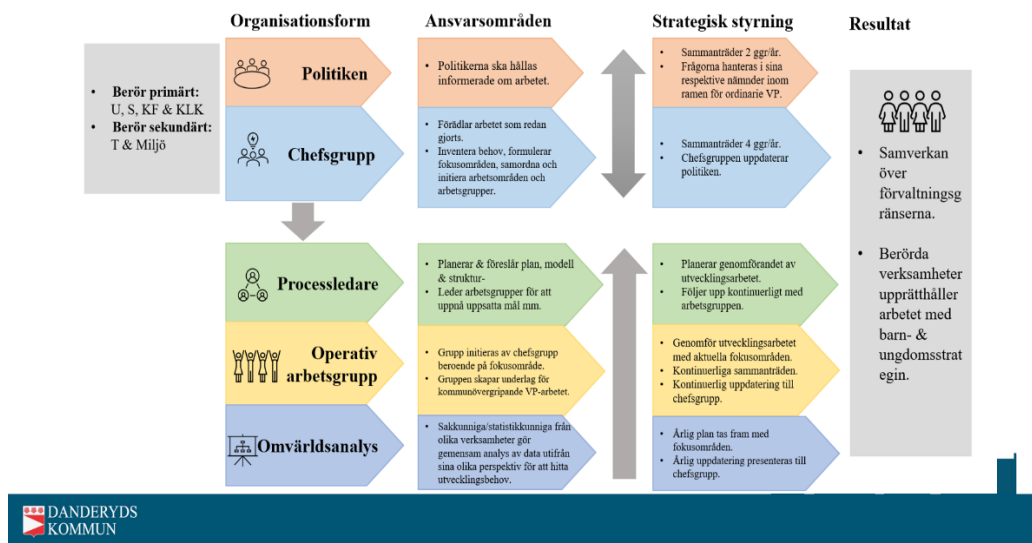 Organisationsform
Ansvarsområden
Strategisk styrning
Resultat
• Berör primärt:
U, S, KF & KLK
• Berör sekundärt:
T & Miljö
Politiken
• Politikerna ska hållas
informerade om arbetet.
• Sammanträder 2 ggr/år.
• Frågorna hanteras i sina
respektive nämnder inom
ramen för ordinarie VP.
Chefsgrupp
• Förädlar arbetet som redan
gjorts.
• Inventera behov, formulerar
fokusområden, samordna och
initiera arbetsområden och
arbetsgrupper.
• Sammanträder 4 ggr/år.
• Chefsgruppen uppdaterar
politiken.
Processledare
• Planerar & föreslår plan, modell
& struktur-
• Leder arbetsgrupper för att
uppnå uppsatta mål mm.
• Planerar genomförandet av
utvecklingsarbetet.
• Följer upp kontinuerligt med
arbetsgruppen.
Operativ
arbetsgrupp
• Grupp initieras av chefsgrupp
beroende på fokusområde.
• Gruppen skapar underlag för
kommunövergripande VP-arbetet.
• Genomför utvecklingsarbetet
med aktuella fokusområden.
• Kontinuerliga sammanträden.
• Kontinuerlig uppdatering till
chefsgrupp.
Omvärldsanalys
• Sakkunniga/statistikkunniga från
olika verksamheter gör
gemensam analys av data utifrån
sina olika perspektiv för att hitta
utvecklingsbehov.
• Årlig plan tas fram med
fokusområden.
• Årlig uppdatering presenteras till
chefsgrupp.
• Samverkan
över
förvaltningsg
ränserna.
• Berörda
verksamheter
upprätthåller
arbetet med
barn- &
ungdomsstrat
egin.
DANDERYDS
KOMMUN